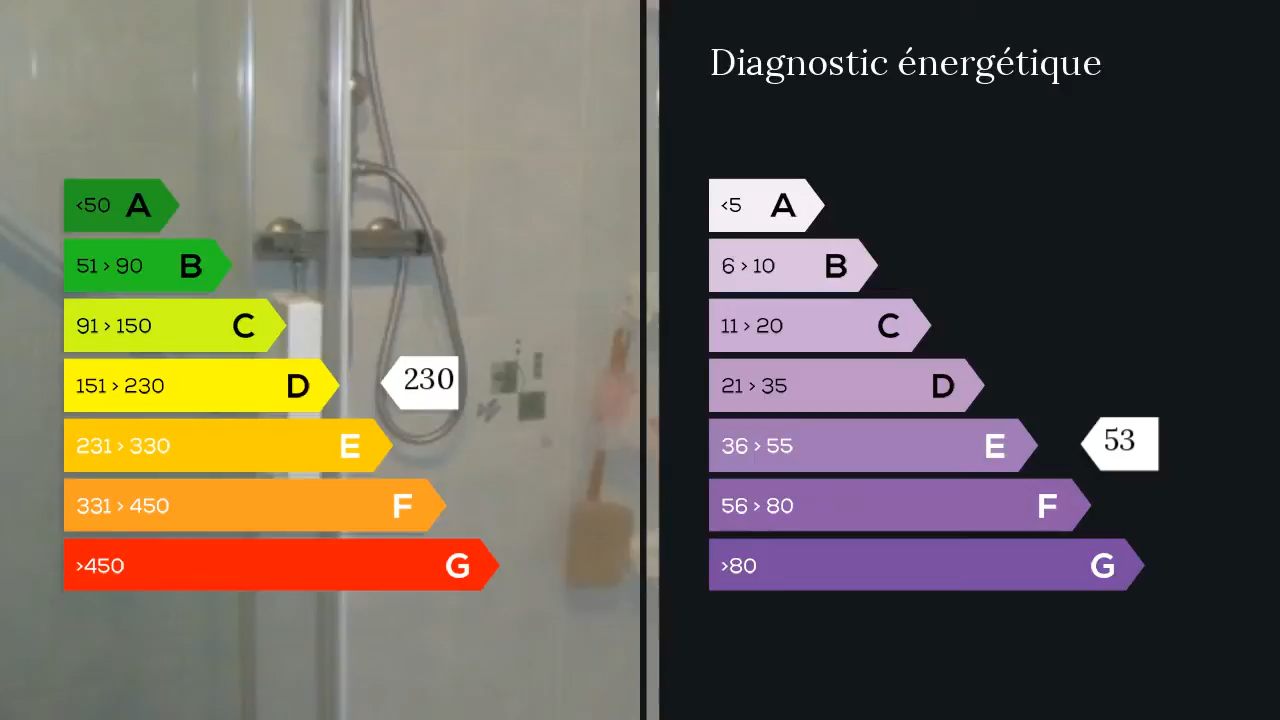 Diagnostic énergétique
<50 A
51 > 90 B
91 > 150 C
151 > 230 D
230
231 > 330 E
331 > 450 F
>450 G
<5 A
6 > 10 B
11 > 20 C
21 > 35 D
36 > 55 E
53
56 > 80 F
>80 G